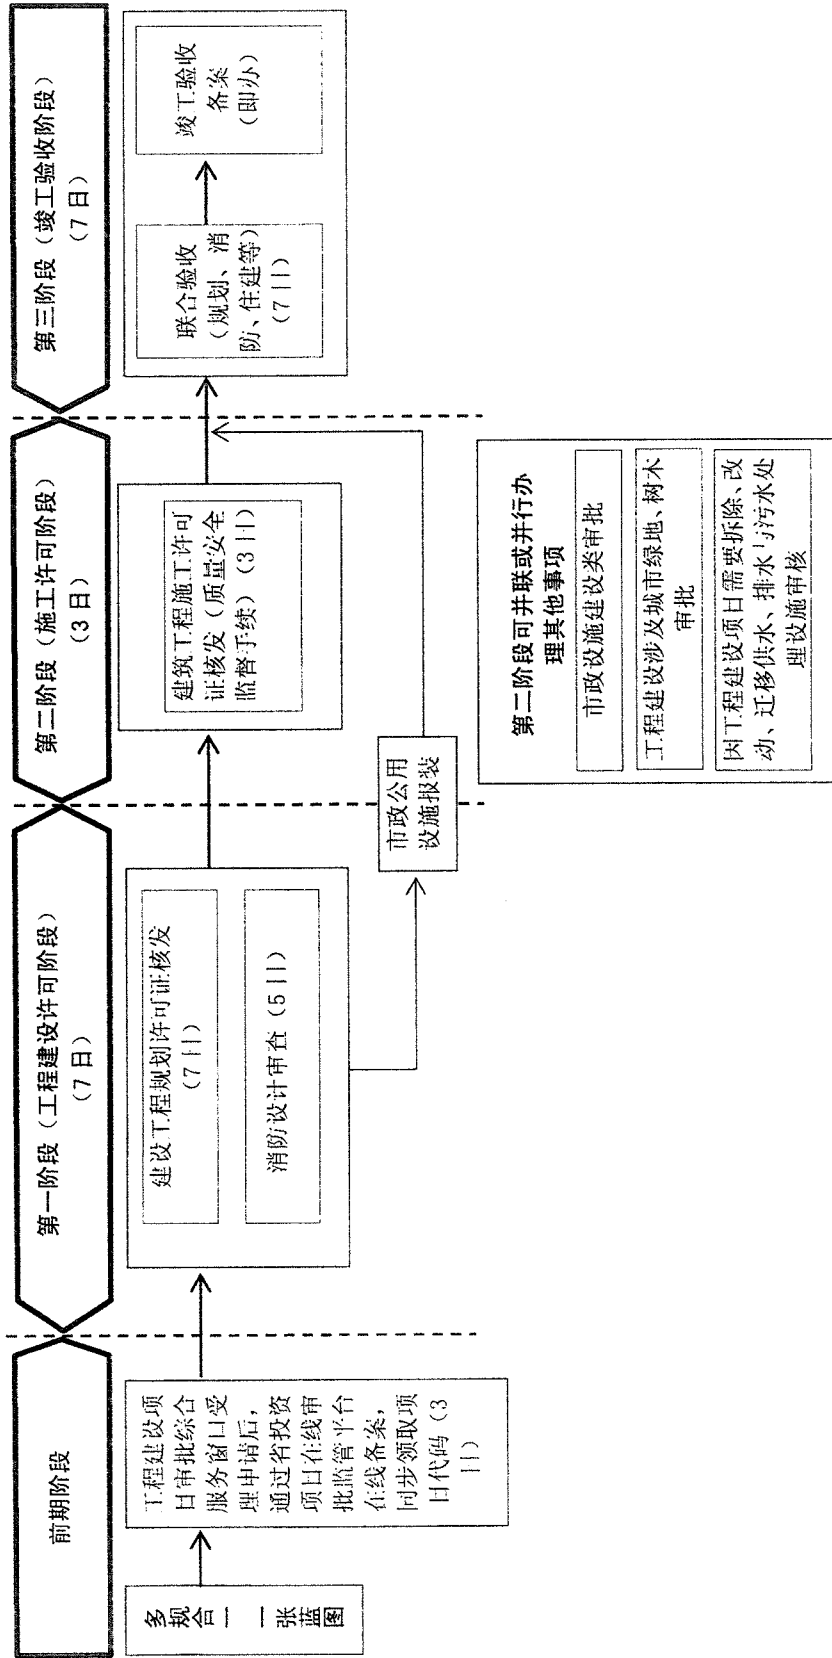 前期阶段
第一阶段（工程建设许可阶段）
（7日）
第二阶段（施工许可阶段）
（3日）
第三阶段（竣工验收阶段）
（7日）
多规合一
一张蓝图
工程建设项
目审批综合
服务窗口受
理申请后，
通过省投资
项目在线审
批监管平台
在线备案，
同步领取项
目代码（3
日）
建设工程规划许可证核发
（7日）
消防设计审查（5日）
市政公用
设施报装
建筑工程施工许可
证核发（质量安全
监督手续）（3日）
联合验收
（规划、消
防、住建等）
（7日）
竣工验收
备案
（即办）
第二阶段可并联或并行办
理其他事项
市政设施建设类审批
工程建设涉及城市绿地、树木
审批
因工程建设项目需要拆除、改
动、迁移供水、排水与污水处
理设施审核